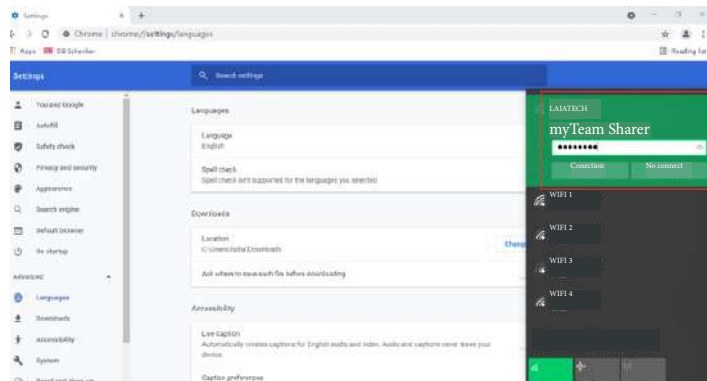 Settings
Chrome | chrome://settings/languages
Apps
DB Schenker
Reading list
Settings
Search settings
You and Google
Autofill
Safety check
Privacy and security
Appearance
Search engine
Default browser
On startup
Advanced
Languages
Downloads
Accessibility
System
Languages
Language
English
Spell check
Spell check isn't supported for the languages you selected
Downloads
Location
Ask where to save each file before downloading
Accessibility
Live Caption
Automatically creates captions for English audio and video. Audio and captions never leave your
device.
Caption preferences
LAIATECH
myTeam Sharer
Conection
No connect
WIFI 1
WIFI 2
WIFI 3
WIFI 4